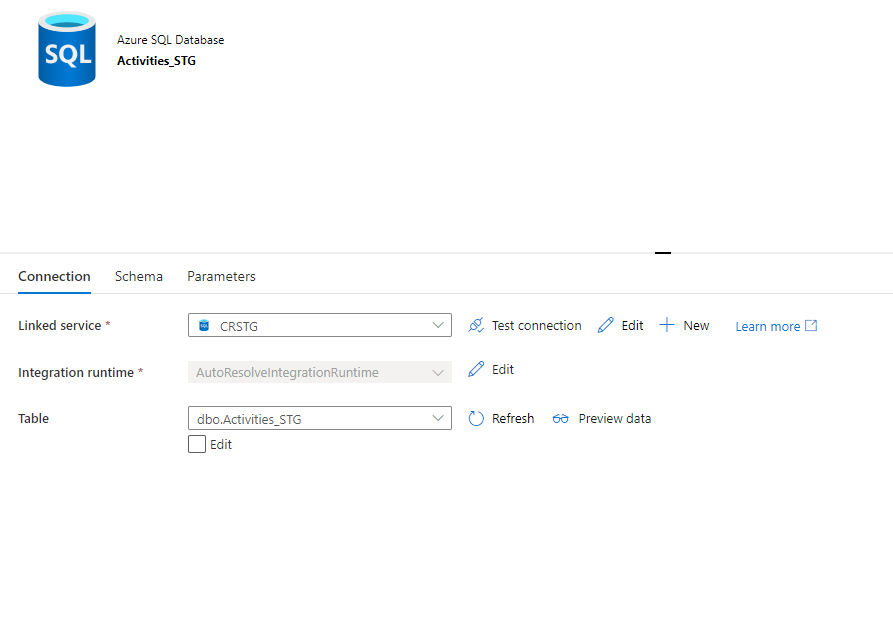 SQL
Azure SQL Database
Activities_STG
Connection Schema Parameters
Linked service * CRSTG Test connection Edit New Learn more
Integration runtime * AutoResolveIntegrationRuntime Edit
Table dbo.Activities_STG Refresh Preview data
Edit